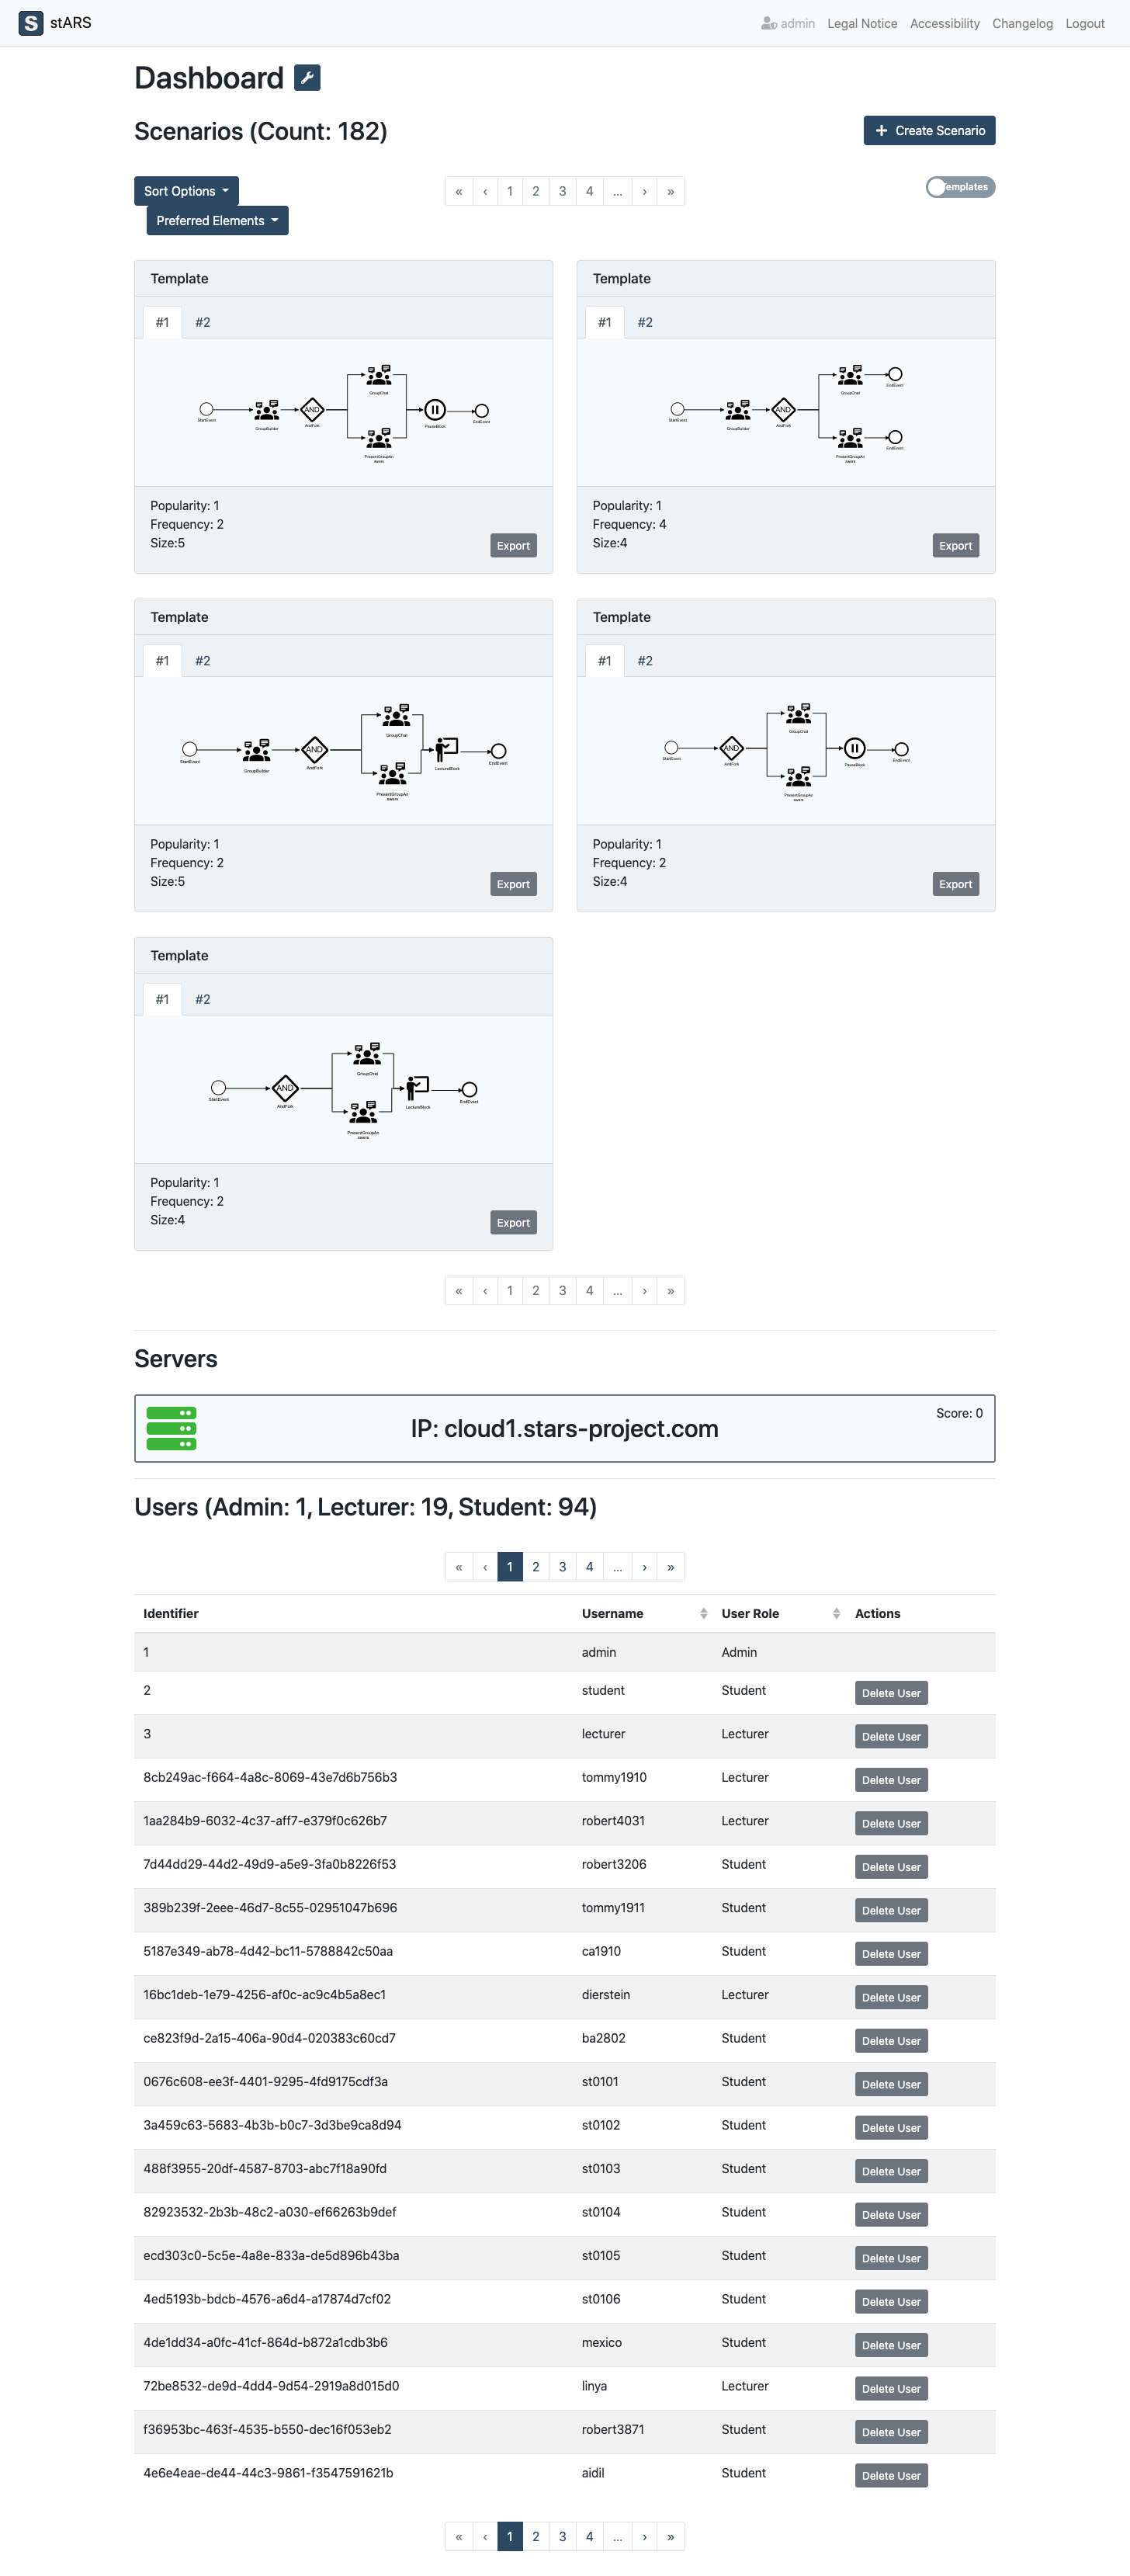 S stARS admin Legal Notice Accessibility Changelog Logout
Dashboard
Scenarios (Count: 182) + Create Scenario
Sort Options « ‹ 1 2 3 4 ... › » Templates
Preferred Elements
Template
#1 #2
StartEvent GroupBuilder AND AndFork GroupChat PresentGroupAn swers PauseBlock EndEvent
Popularity: 1
Frequency: 2
Size:5
Export
Template
#1 #2
StartEvent GroupBuilder AND AndFork GroupChat EndEvent PresentGroupAn swers EndEvent
Popularity: 1
Frequency: 4
Size:4
Export
Template
#1 #2
StartEvent GroupBuilder AND AndFork GroupChat PresentGroupAn swers LectureBlock EndEvent
Popularity: 1
Frequency: 2
Size:5
Export
Template
#1 #2
StartEvent AND AndFork GroupChat PresentGroupAn swers PauseBlock EndEvent
Popularity: 1
Frequency: 2
Size:4
Export
Template
#1 #2
StartEvent AND AndFork GroupChat PresentGroupAn swers LectureBlock EndEvent
Popularity: 1
Frequency: 2
Size:4
Export
« ‹ 1 2 3 4 ... › »
Servers
IP: cloud1.stars-project.com Score: 0
Users (Admin: 1, Lecturer: 19, Student: 94)
« ‹ 1 2 3 4 ... › »
Identifier Username User Role Actions
1 admin Admin
2 student Student Delete User
3 lecturer Lecturer Delete User
8cb249ac-f664-4a8c-8069-43e7d6b756b3 tommy1910 Lecturer Delete User
1aa284b9-6032-4c37-aff7-e379f0c626b7 robert4031 Lecturer Delete User
7d44dd29-44d2-49d9-a5e9-3fa0b8226f53 robert3206 Student Delete User
389b239f-2eee-46d7-8c55-02951047b696 tommy1911 Student Delete User
5187e349-ab78-4d42-bc11-5788842c50aa ca1910 Student Delete User
16bc1deb-1e79-4256-af0c-ac9c4b5a8ec1 dierstein Lecturer Delete User
ce823f9d-2a15-406a-90d4-020383c60cd7 ba2802 Student Delete User
0676c608-ee3f-4401-9295-4fd9175cdf3a st0101 Student Delete User
3a459c63-5683-4b3b-b0c7-3d3be9ca8d94 st0102 Student Delete User
488f3955-20df-4587-8703-abc7f18a90fd st0103 Student Delete User
82923532-2b3b-48c2-a030-ef66263b9def st0104 Student Delete User
ecd303c0-5c5e-4a8e-833a-de5d896b43ba st0105 Student Delete User
4ed5193b-bdcb-4576-a6d4-a17874d7cf02 st0106 Student Delete User
4de1dd34-a0fc-41cf-864d-b872a1cdb3b6 mexico Student Delete User
72be8532-de9d-4dd4-9d54-2919a8d015d0 linya Lecturer Delete User
f36953bc-463f-4535-b550-dec16f053eb2 robert3871 Student Delete User
4e6e4eae-de44-44c3-9861-f3547591621b aidil Student Delete User
« ‹ 1 2 3 4 ... › »